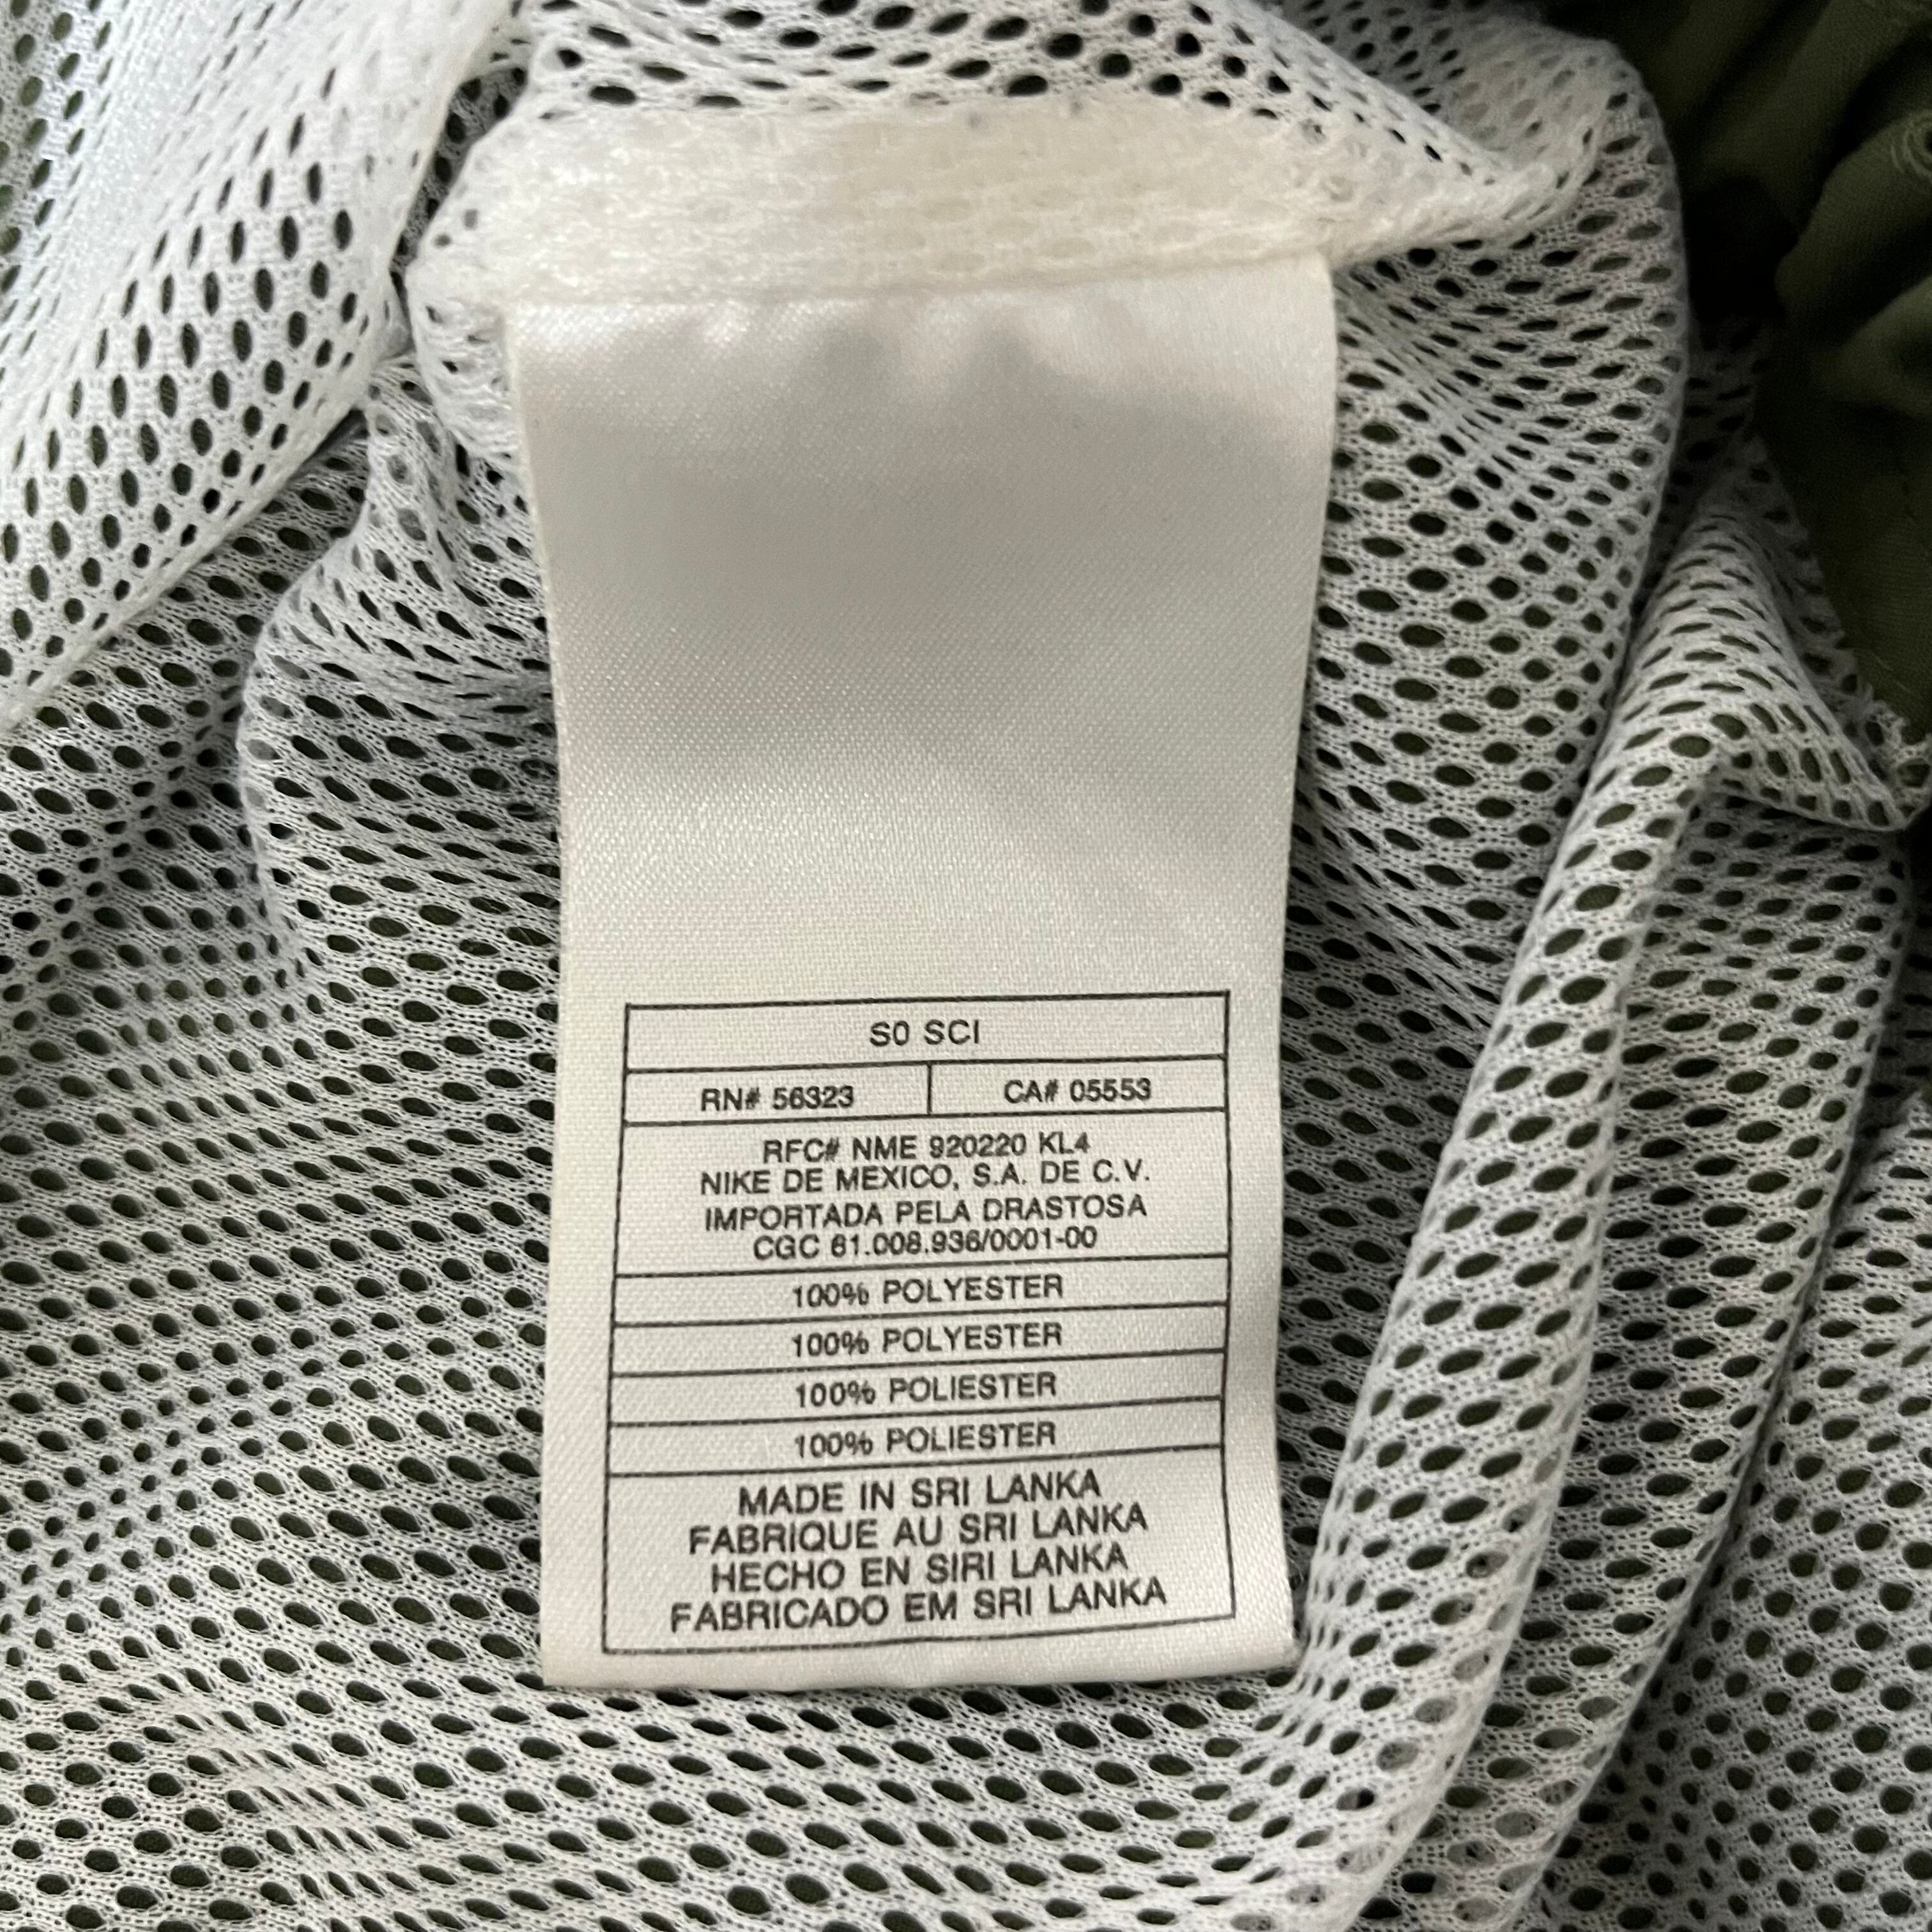 S0 SCI
RN# 56323 CA# 05553
RFC# NME 920220 KL4
NIKE DE MEXICO, S.A. DE C.V.
IMPORTADA PELA DRASTOSA
CGC 61.008.936/0001-00
100% POLYESTER
100% POLYESTER
100% POLIESTER
100% POLIESTER
MADE IN SRI LANKA
FABRIQUE AU SRI LANKA
HECHO EN SIRI LANKA
FABRICADO EM SRI LANKA